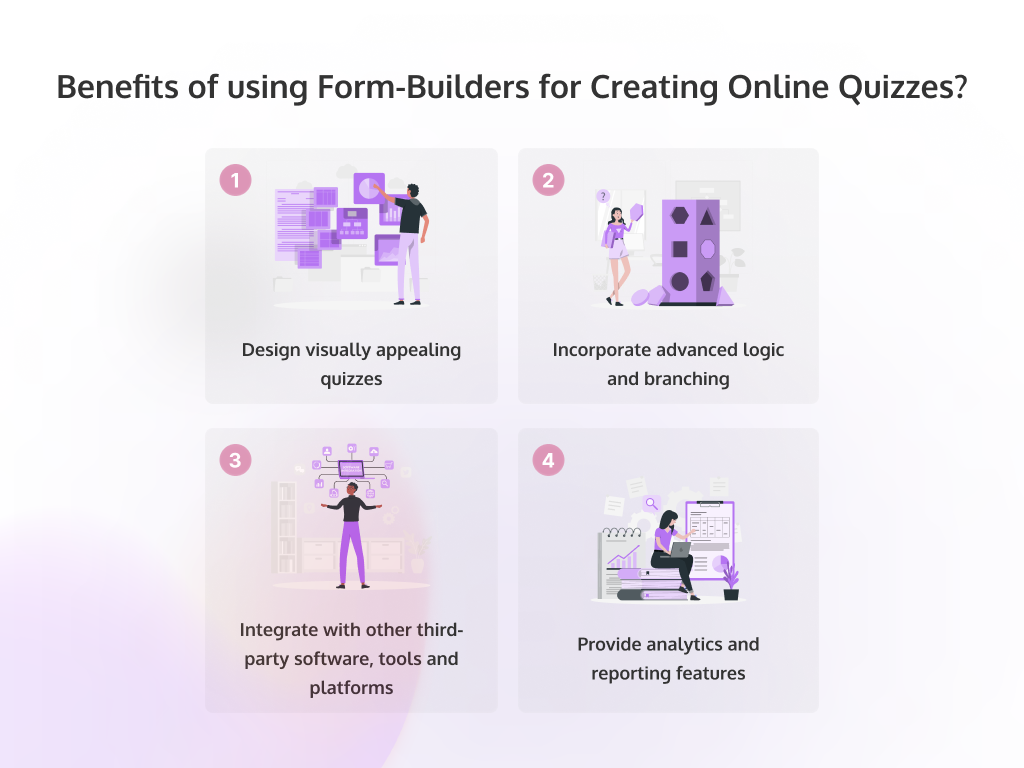 Benefits of using Form-Builders for Creating Online Quizzes?
1
Design visually appealing
quizzes
2
?
Incorporate advanced logic
and branching
3
Integrate with other third-
party software, tools and
platforms
4
Provide analytics and
reporting features